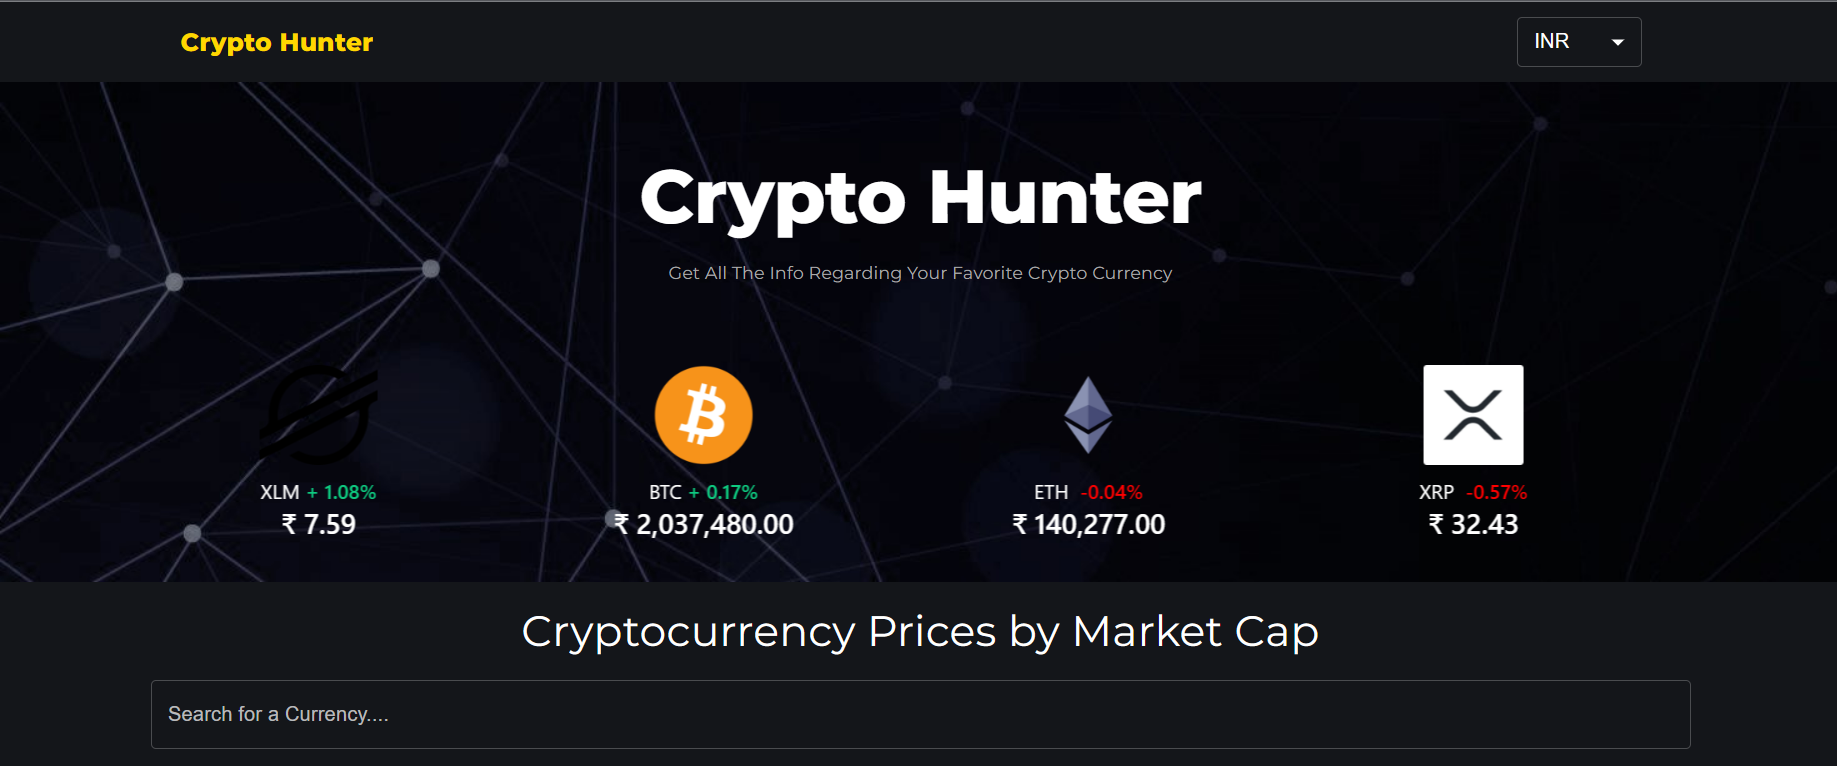 Crypto Hunter
INR
Crypto Hunter
Get All The Info Regarding Your Favorite Crypto Currency
XLM + 1.08%
₹ 7.59
BTC + 0.17%
₹ 2,037,480.00
ETH -0.04%
₹ 140,277.00
XRP -0.57%
₹ 32.43
Cryptocurrency Prices by Market Cap
Search for a Currency....